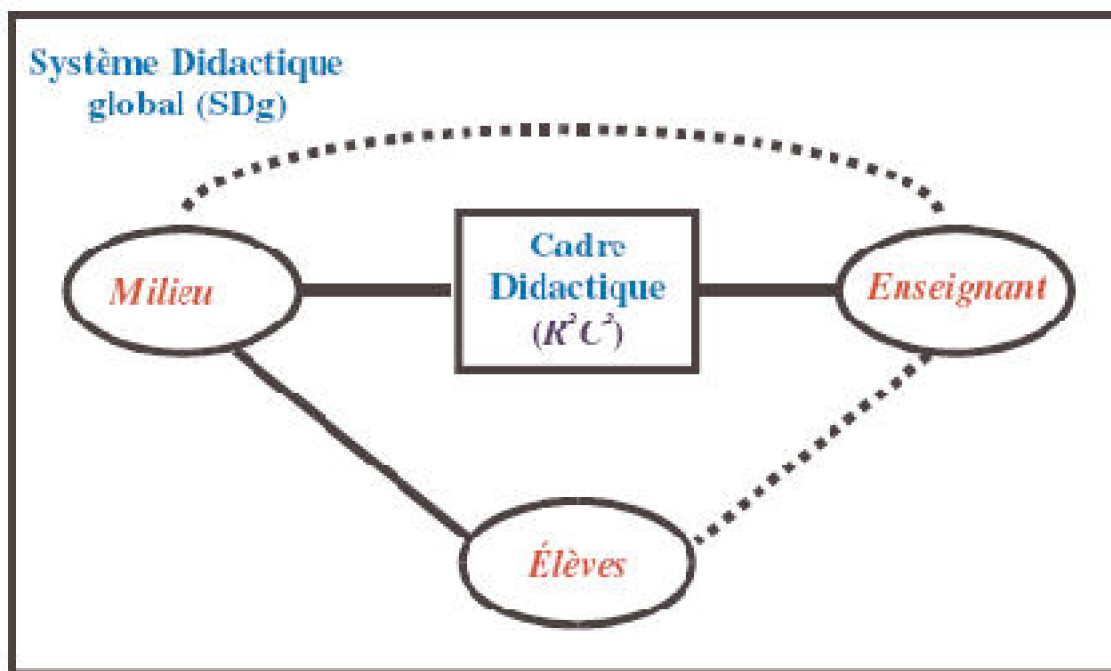 Système Didactique
global (SDg)
Cadre
Didactique
(R²C²)
Milieu
Enseignant
Élèves